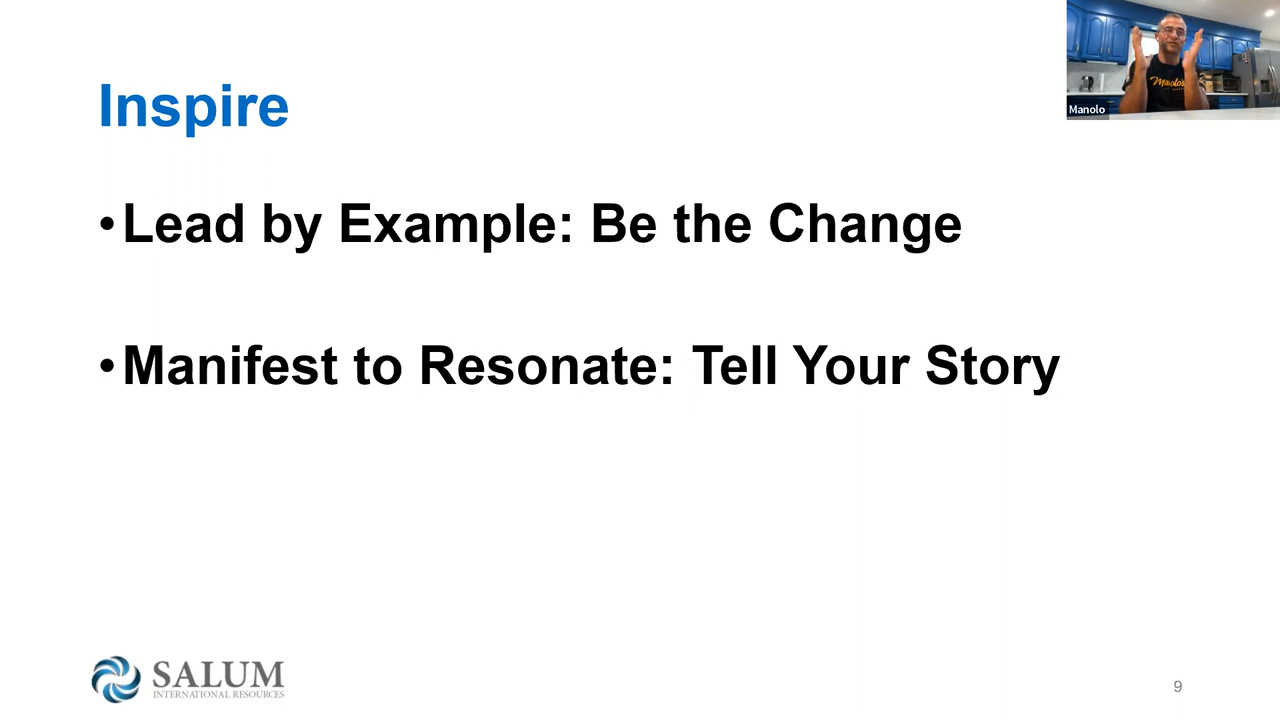 Inspire
Manolo
•Lead by Example: Be the Change
•Manifest to Resonate: Tell Your Story
SALUM
INTERNATIONAL RESOURCES
9